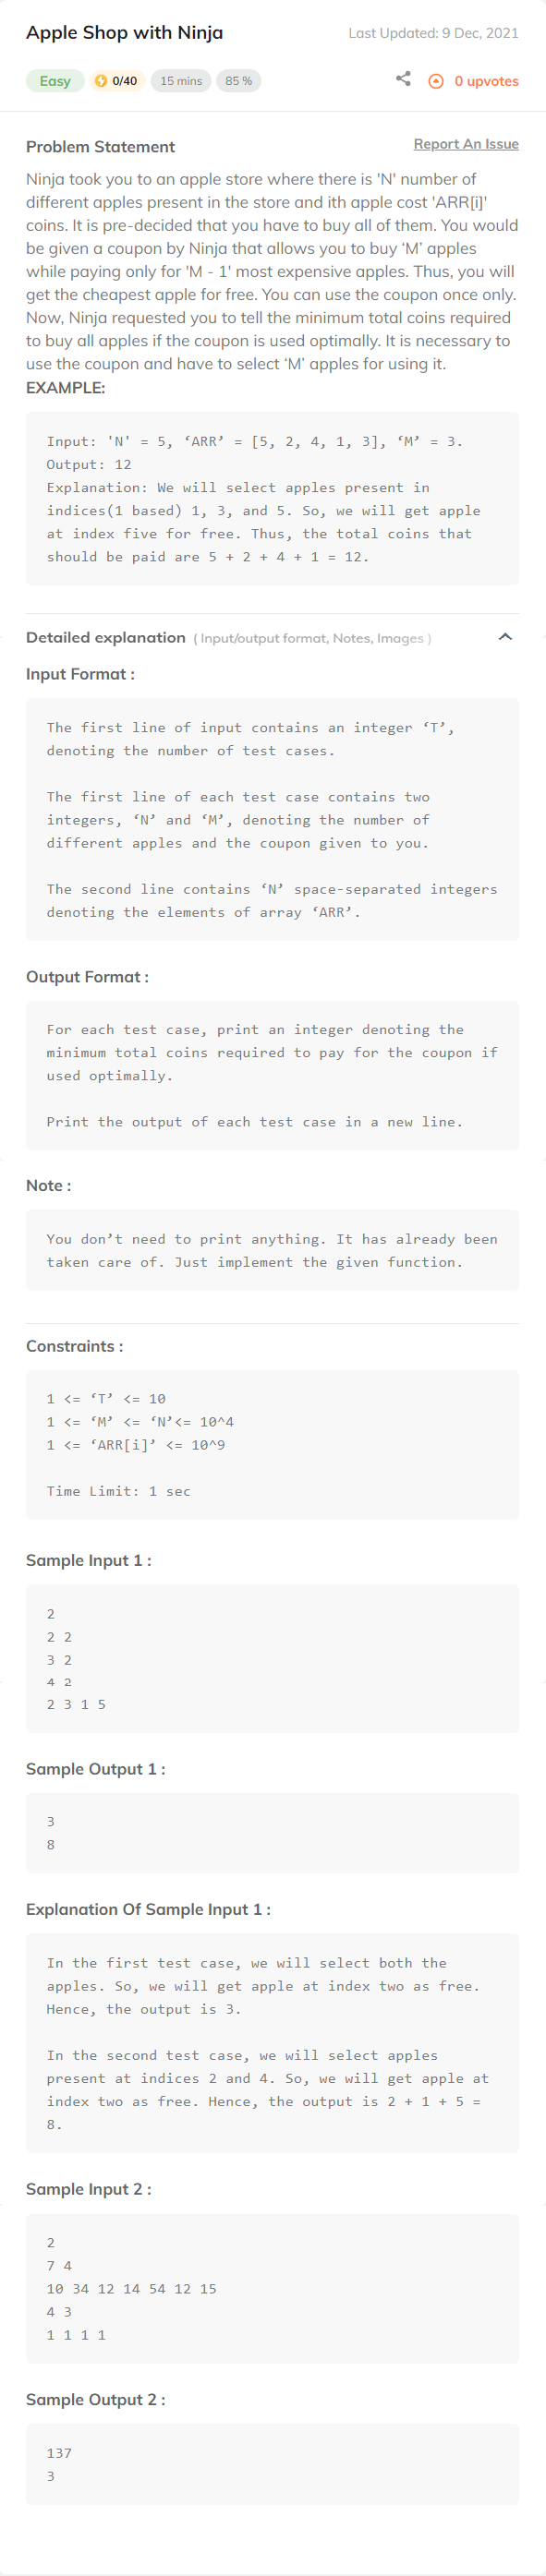 Apple Shop with Ninja
Last Updated: 9 Dec, 2021
Easy
0/40
15 mins
85 %
0 upvotes
Problem Statement
Report An Issue
Ninja took you to an apple store where there is 'N' number of
different apples present in the store and ith apple cost 'ARR[i]'
coins. It is pre-decided that you have to buy all of them. You would
be given a coupon by Ninja that allows you to buy ‘M’ apples
while paying only for 'M - 1' most expensive apples. Thus, you will
get the cheapest apple for free. You can use the coupon once only.
Now, Ninja requested you to tell the minimum total coins required
to buy all apples if the coupon is used optimally. It is necessary to
use the coupon and have to select ‘M’ apples for using it.
EXAMPLE:
Input: 'N' = 5, ‘ARR’ = [5, 2, 4, 1, 3], ‘M’ = 3.
Output: 12
Explanation: We will select apples present in
indices(1 based) 1, 3, and 5. So, we will get apple
at index five for free. Thus, the total coins that
should be paid are 5 + 2 + 4 + 1 = 12.
Detailed explanation ( Input/output format, Notes, Images )
Input Format :
The first line of input contains an integer ‘T’,
denoting the number of test cases.
The first line of each test case contains two
integers, ‘N’ and ‘M’, denoting the number of
different apples and the coupon given to you.
The second line contains ‘N’ space-separated integers
denoting the elements of array ‘ARR’.
Output Format :
For each test case, print an integer denoting the
minimum total coins required to pay for the coupon if
used optimally.
Print the output of each test case in a new line.
Note :
You don’t need to print anything. It has already been
taken care of. Just implement the given function.
Constraints :
1 <= ‘T’ <= 10
1 <= ‘M’ <= ‘N’<= 10^4
1 <= ‘ARR[i]’ <= 10^9
Time Limit: 1 sec
Sample Input 1 :
2
2 2
3 2
4 2
2 3 1 5
Sample Output 1 :
3
8
Explanation Of Sample Input 1 :
In the first test case, we will select both the
apples. So, we will get apple at index two as free.
Hence, the output is 3.
In the second test case, we will select apples
present at indices 2 and 4. So, we will get apple at
index two as free. Hence, the output is 2 + 1 + 5 =
8.
Sample Input 2 :
2
7 4
10 34 12 14 54 12 15
4 3
1 1 1 1
Sample Output 2 :
137
3